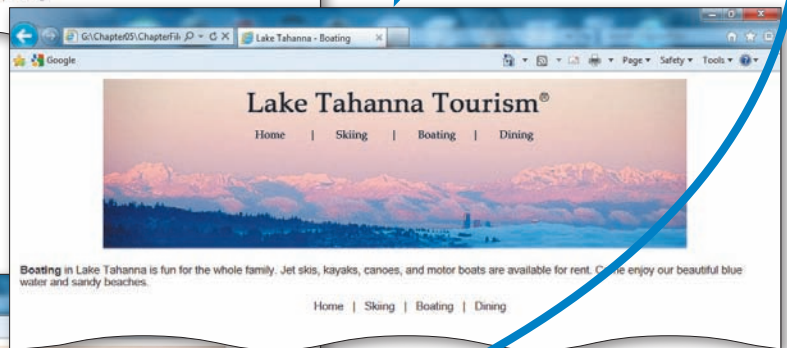 G:\Chapter05\ChapterFil
Lake Tahanna - Boating
Google
Page Safety Tools
Lake Tahanna Tourism®
Home | Skiing | Boating | Dining
Boating in Lake Tahanna is fun for the whole family. Jet skis, kayaks, canoes, and motor boats are available for rent. enjoy our beautiful blue
water and sandy beaches.
Home | Skiing | Boating | Dining